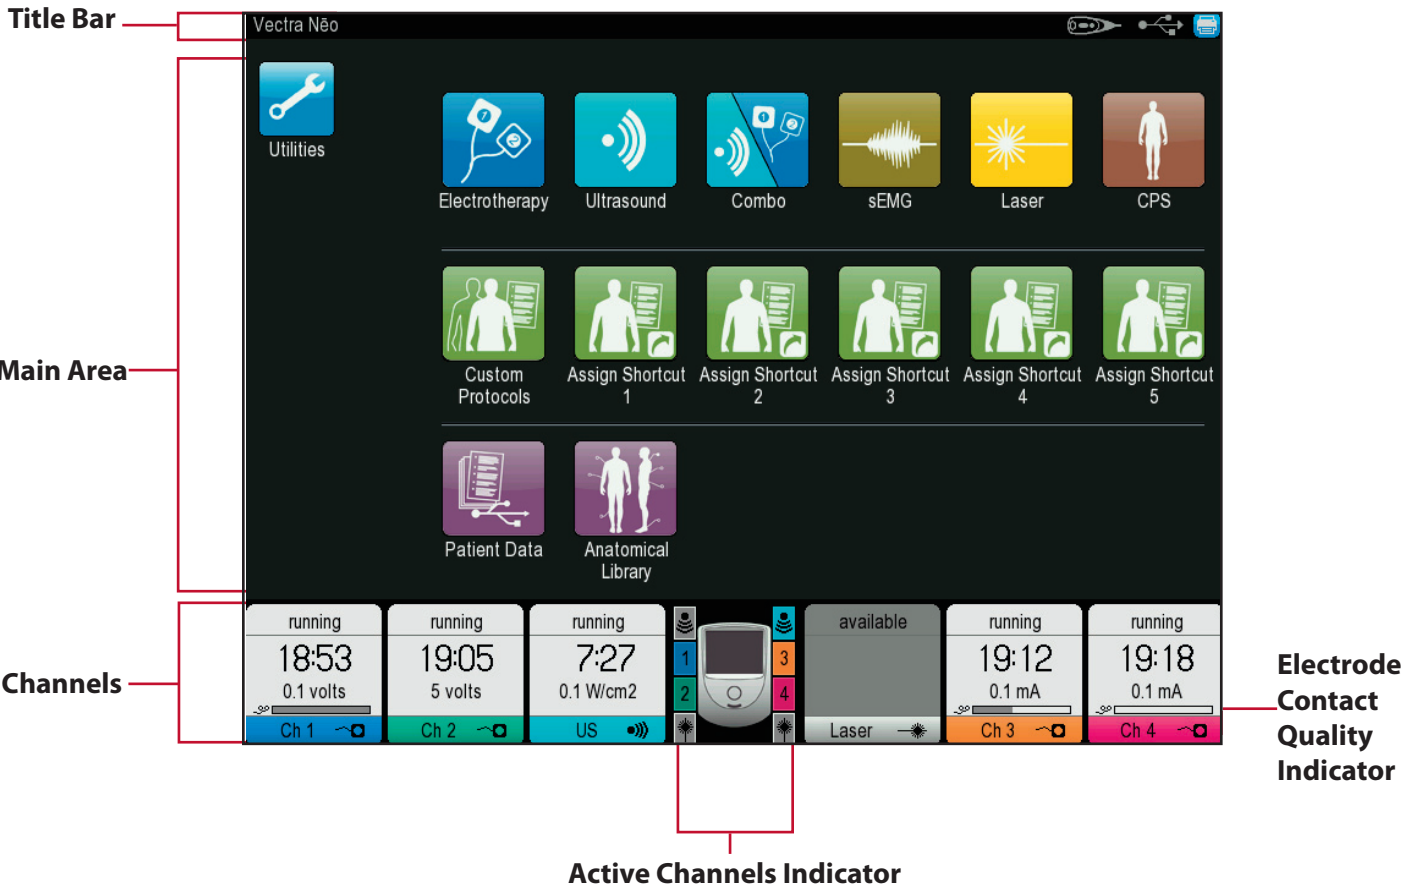 Title Bar
Vectra Nēo
Utilities
Electrotherapy
Ultrasound
Combo
sEMG
Laser
CPS
Main Area
Custom
Protocols
Assign Shortcut
1
Assign Shortcut
2
Assign Shortcut
3
Assign Shortcut
4
Assign Shortcut
5
Patient Data
Anatomical
Library
Channels
running
18:53
0.1 volts
Ch 1
running
19:05
5 volts
Ch 2
running
7:27
0.1 W/cm2
US
1
2
3
4
available
Laser
running
19:12
0.1 mA
Ch 3
running
19:18
0.1 mA
Ch 4
Electrode
Contact
Quality
Indicator
Active Channels Indicator